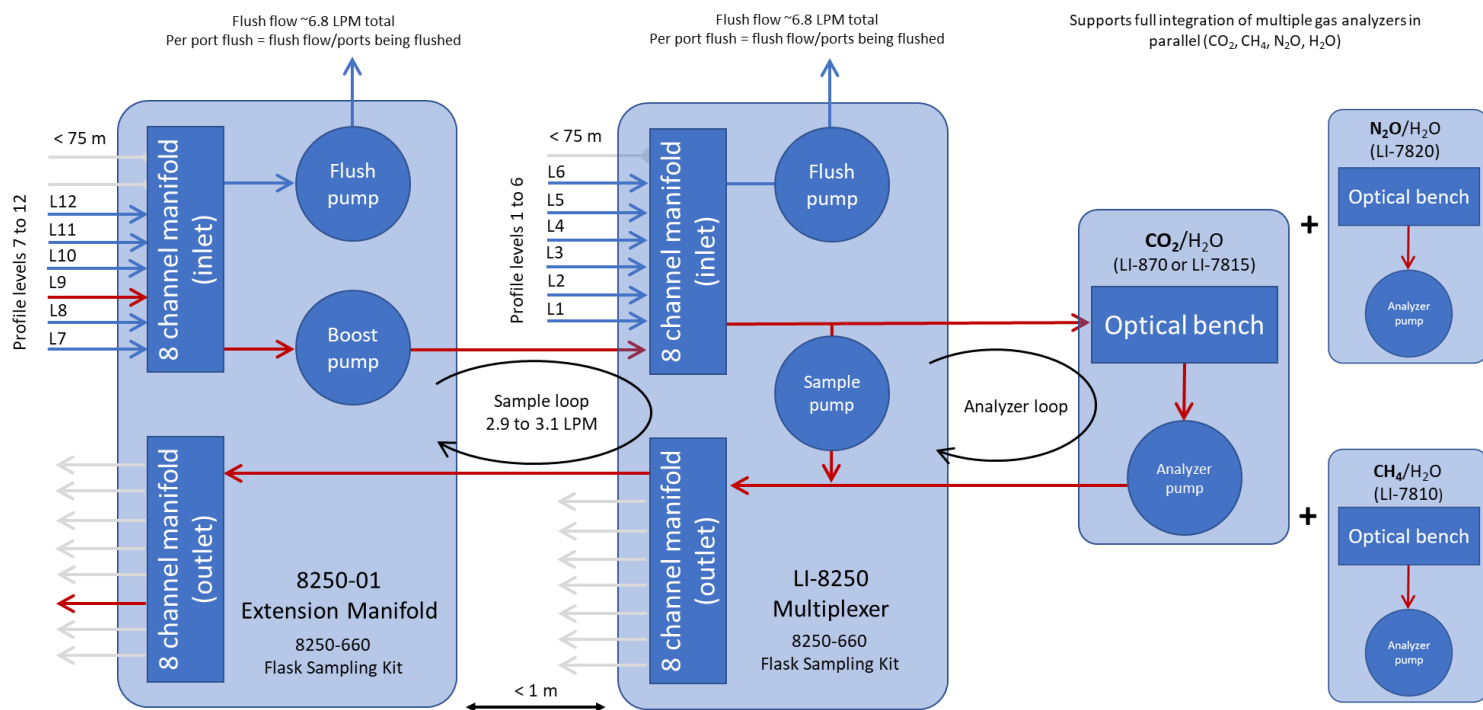 Flush flow ~6.8 LPM total
Per port flush = flush flow/ports being flushed
Flush flow ~6.8 LPM total
Per port flush = flush flow/ports being flushed
Supports full integration of multiple gas analyzers in
parallel (CO₂, CH₄, N₂O, H₂O)
< 75 m
Profile levels 7 to 12
L12
L11
L10
L9
L8
L7
8 channel manifold
(inlet)
Flush
pump
Boost
pump
8 channel manifold
(outlet)
8250-01
Extension Manifold
8250-660
Flask Sampling Kit
Sample loop
2.9 to 3.1 LPM
< 1 m
< 75 m
Profile levels 1 to 6
L6
L5
L4
L3
L2
L1
8 channel manifold
(inlet)
Flush
pump
Sample
pump
8 channel manifold
(outlet)
LI-8250
Multiplexer
8250-660
Flask Sampling Kit
Analyzer loop
CO₂/H₂O
(LI-870 or LI-7815)
Optical bench
Analyzer
pump
+
N₂O/H₂O
(LI-7820)
Optical bench
Analyzer
pump
+
CH₄/H₂O
(LI-7810)
Optical bench
Analyzer
pump